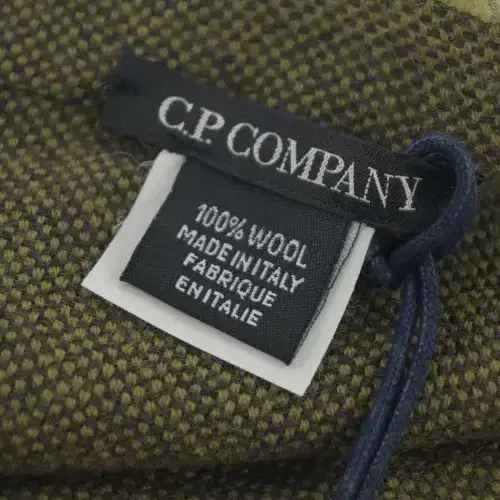 C.P. COMPANY
100% WOOL
MADE IN ITALY
FABRIQUE
EN ITALIE